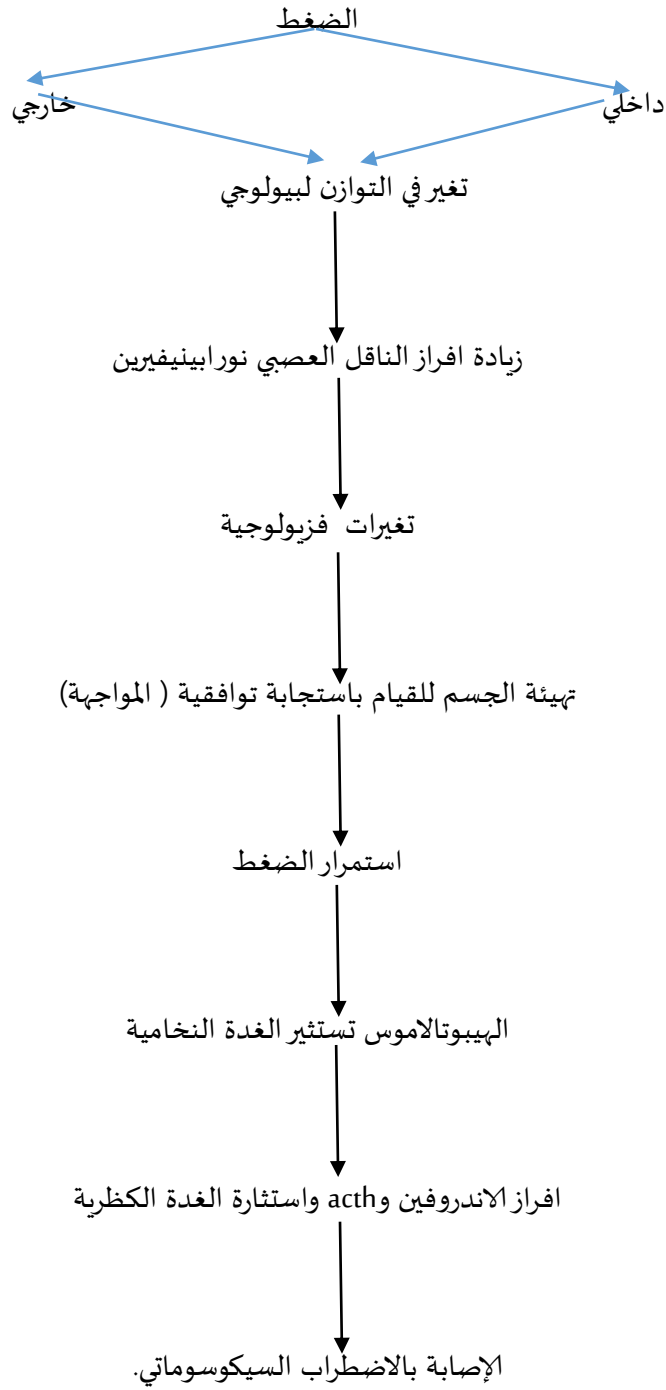 الضغط
داخلي
خارجي
تغير في التوازن لبيولوجي
زيادة افراز الناقل العصبي نورابينيفيرين
تغيرات فزيولوجية
تهيئة الجسم للقيام باستجابة توافقية ( المواجهة)
استمرار الضغط
الهيبوتالاموس تستثير الغدة النخامية
افراز الاندروفين وacth واستثارة الغدة الكظرية
الإصابة بالاضطراب السيكوسوماتي.